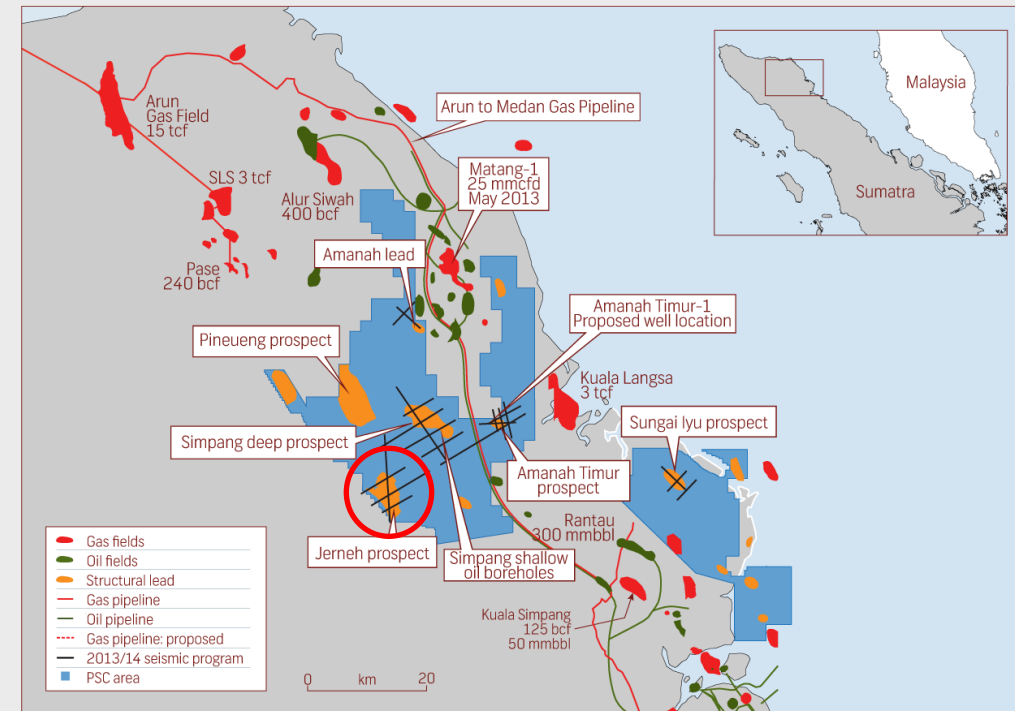 Arun to Medan Gas Pipeline
Malaysia
Sumatra
Arun
Gas Field
15 tcf
SLS 3 tcf
Alur Siwah
400 bcf
Matang-1
25 mmcfd
May 2013
Pase
240 bcf
Amanah lead
Amanah Timur-1
Proposed well location
Pineueng prospect
Kuala Langsa
3 tcf
Simpang deep prospect
Sungai Iyu prospect
Amanah Timur
prospect
Rantau
300 mmbbl
Jerneh prospect
Simpang shallow
oil boreholes
Kuala Simpang
125 bcf
50 mmbbl
Gas fields
Oil fields
Structural lead
Gas pipeline
Oil pipeline
Gas pipeline: proposed
2013/14 seismic program
PSC area
0 km 20